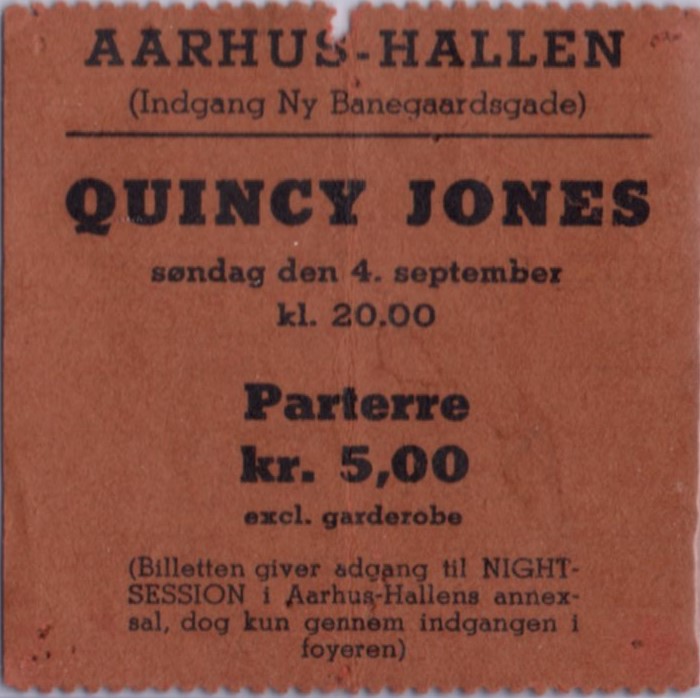 AARHUS-HALLEN
(Indgang Ny Banegaardsgade)
QUINCY JONES
søndag den 4. september
kl. 20.00
Parterre
kr. 5,00
excl. garderobe
(Billetten giver adgang til NIGHT-
SESSION i Aarhus-Hallens annex-
sal, dog kun gennem indgangen i
foyeren)